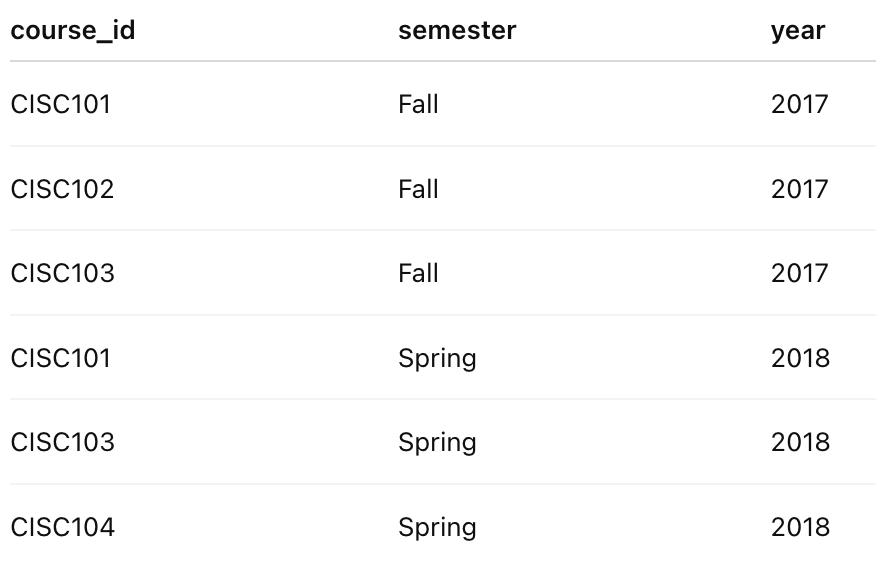 course_id semester year
CISC101 Fall 2017
CISC102 Fall 2017
CISC103 Fall 2017
CISC101 Spring 2018
CISC103 Spring 2018
CISC104 Spring 2018